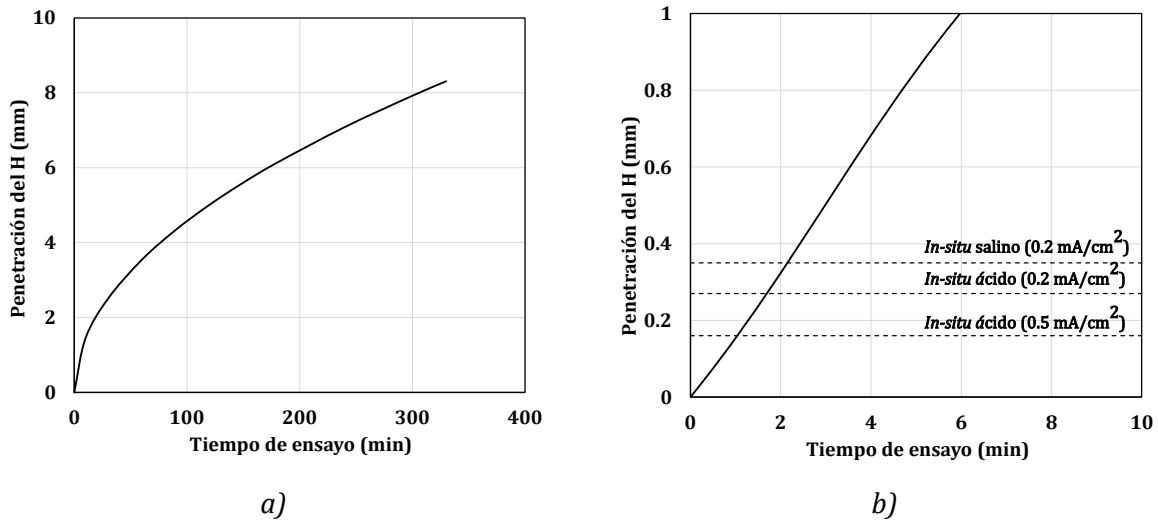 10
8
6
4
2
0
0 100 200 300 400
Penetración del H (mm)
Tiempo de ensayo (min)
a)
1
0.8
0.6
0.4
0.2
0
0 2 4 6 8 10
Penetración del H (mm)
Tiempo de ensayo (min)
In-situ salino (0.2 mA/cm²)
In-situ ácido (0.2 mA/cm²)
In-situ ácido (0.5 mA/cm²)
b)